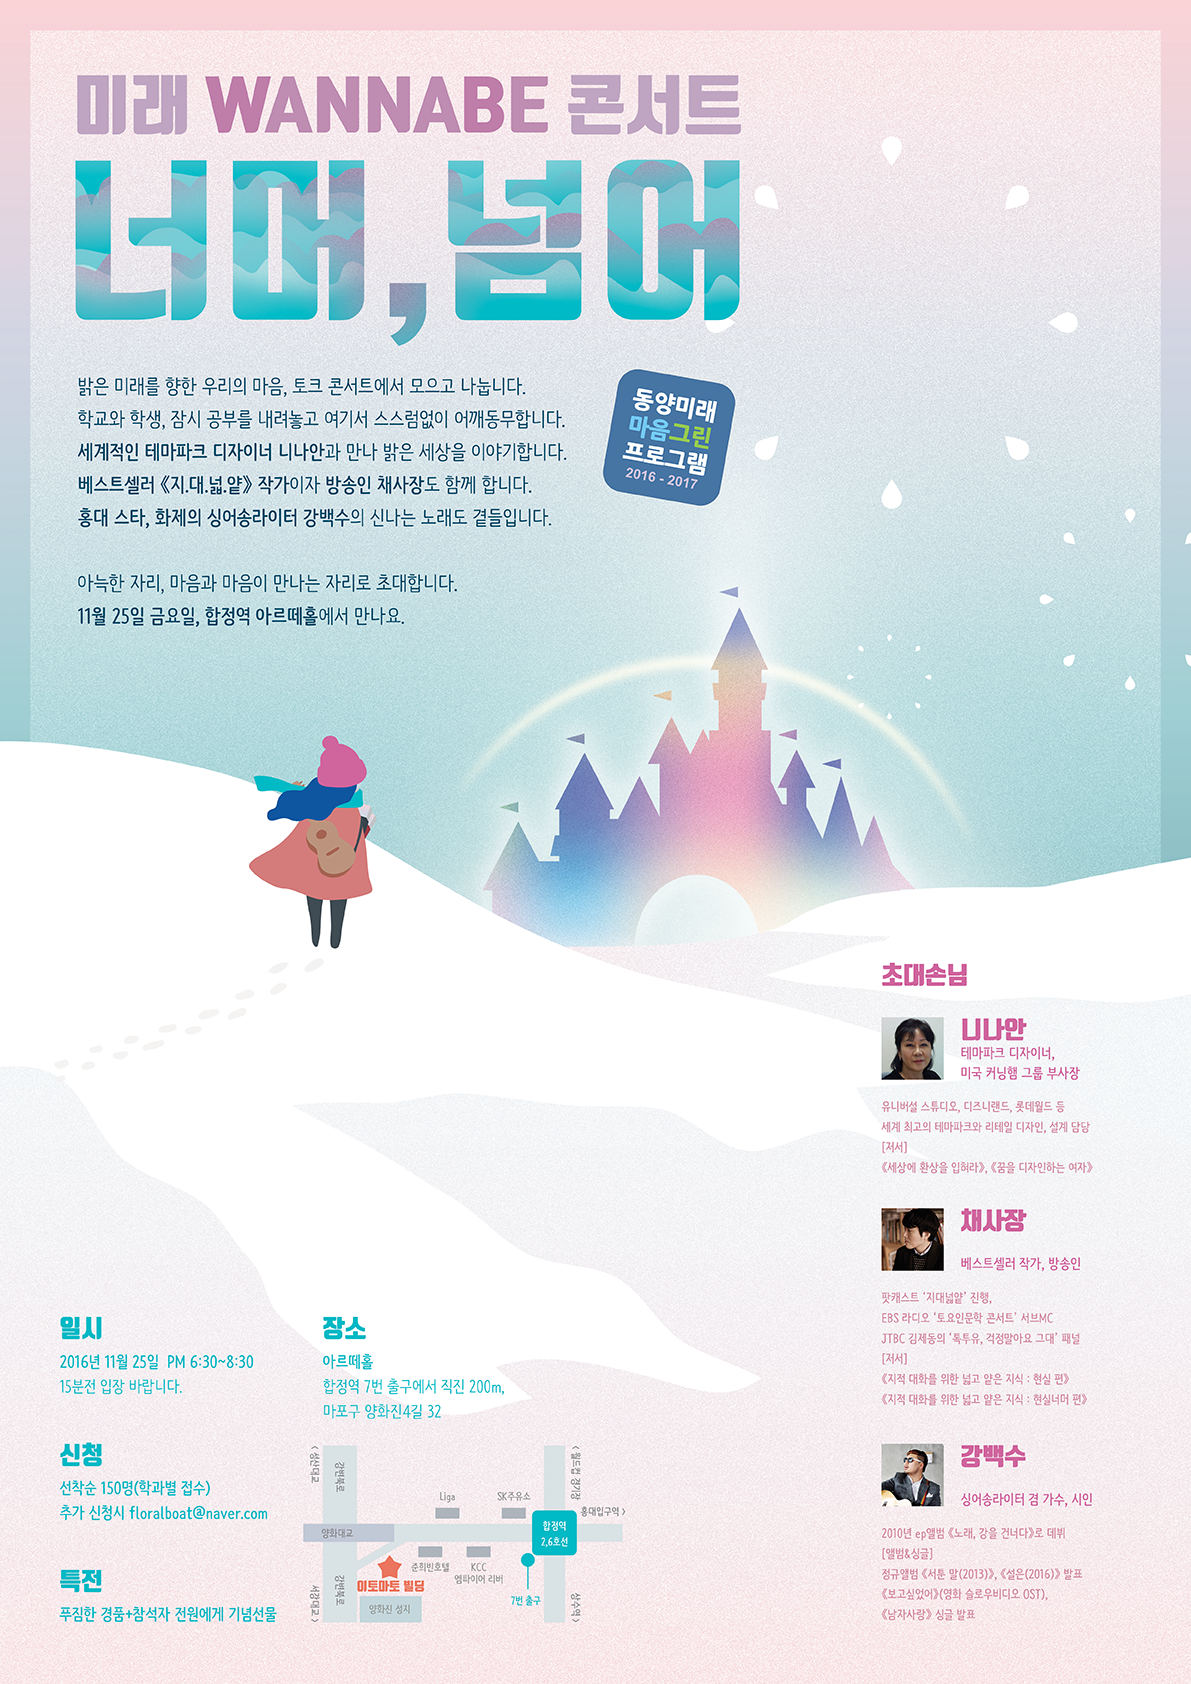 미래 WANNABE 콘서트
너머, 넘어
밝은 미래를 향한 우리의 마음, 토크 콘서트에서 모으고 나눕니다.
학교와 학생, 잠시 공부를 내려놓고 여기서 스스럼없이 어깨동무합니다.
세계적인 테마파크 디자이너 니나안과 만나 밝은 세상을 이야기합니다.
베스트셀러 《지.대.넓.얕》 작가이자 방송인 채사장도 함께 합니다.
홍대 스타, 화제의 싱어송라이터 강백수의 신나는 노래도 곁들입니다.
아늑한 자리, 마음과 마음이 만나는 자리로 초대합니다.
11월 25일 금요일, 합정역 아르떼홀에서 만나요.
동양미래
마음그린
프로그램
2016 - 2017
초대손님
니나안
테마파크 디자이너,
미국 커닝햄 그룹 부사장
유니버설 스튜디오, 디즈니랜드, 롯데월드 등
세계 최고의 테마파크와 리테일 디자인, 설계 담당
[저서]
《세상에 환상을 입혀라》, 《꿈을 디자인하는 여자》
채사장
베스트셀러 작가, 방송인
팟캐스트 ‘지대넓얕’ 진행,
EBS 라디오 ‘토요인문학 콘서트’ 서브MC
JTBC 김제동의 ‘톡투유, 걱정말아요 그대’ 패널
[저서]
《지적 대화를 위한 넓고 얕은 지식 : 현실 편》
《지적 대화를 위한 넓고 얕은 지식 : 현실너머 편》
강백수
싱어송라이터 겸 가수, 시인
2010년 ep앨범 《노래, 강을 건너다》로 데뷔
[앨범&싱글]
정규앨범 《서툰 말(2013)》, 《설은(2016)》 발표
《보고싶었어》(영화 슬로우비디오 OST),
《남자사랑》 싱글 발표
일시
2016년 11월 25일 PM 6:30~8:30
15분전 입장 바랍니다.
장소
아르떼홀
합정역 7번 출구에서 직진 200m,
마포구 양화진4길 32
신청
선착순 150명(학과별 접수)
추가 신청시 floralboat@naver.com
특전
푸짐한 경품+참석자 전원에게 기념선물
< 성산대교
강변북로
< 월드컵 경기장
홍대입구역 >
Liga
SK주유소
양화대교
합정역
2,6호선
준희빈호텔
KCC
엠파이어 리버
이토마토 빌딩
양화진 성지
7번 출구
서강대교 >
강변북로
상수역 >